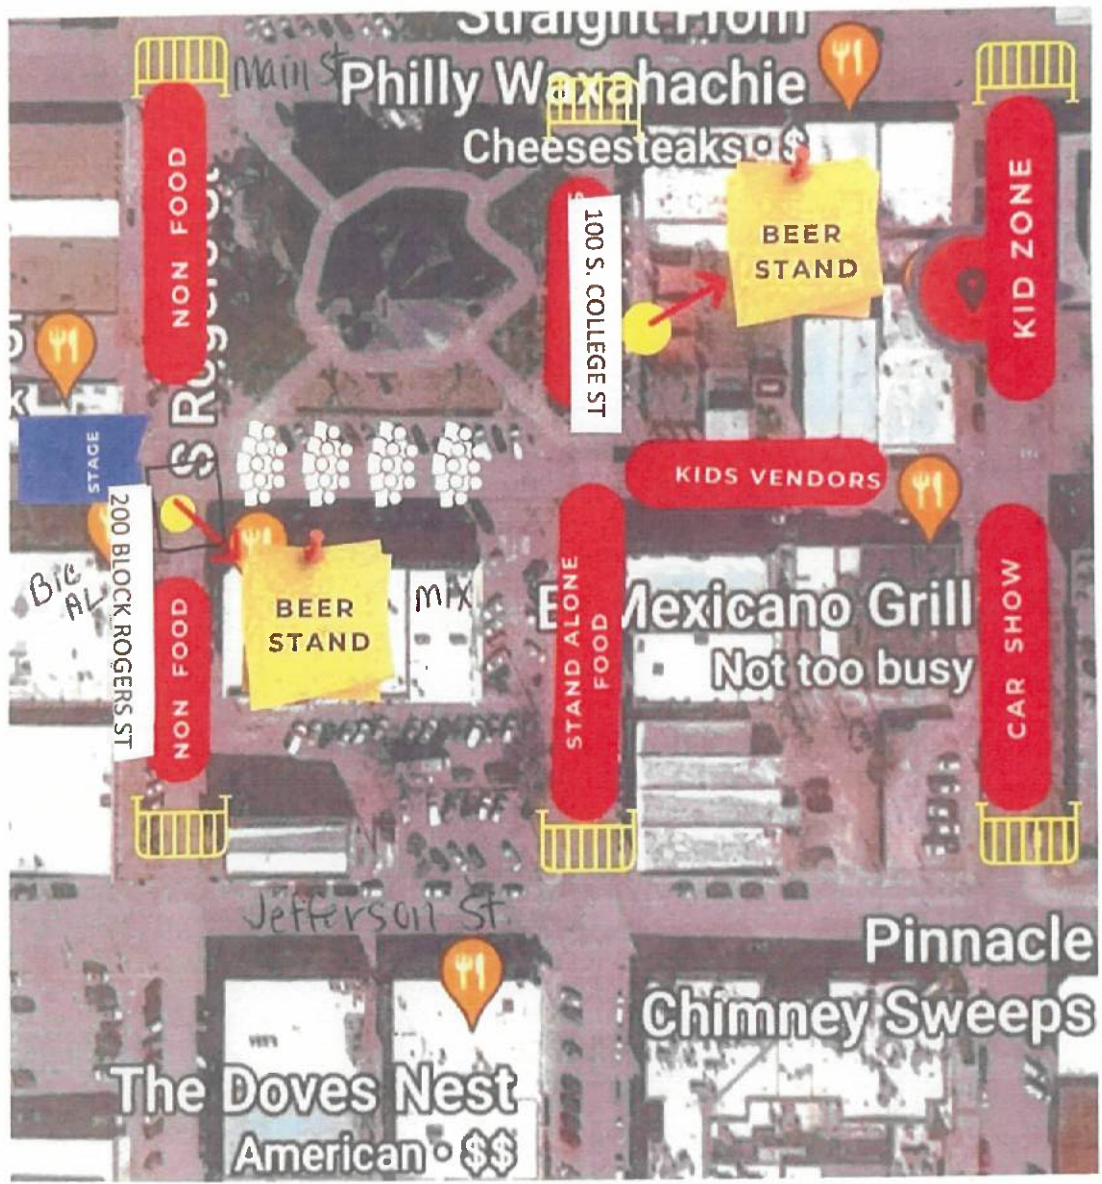 Straight From
Main St
Philly Waxahachie
Cheesesteaks • $
NON FOOD
S Rogers St
100 S. COLLEGE ST
BEER
STAND
KID ZONE
STAGE
KIDS VENDORS
200 BLOCK ROGERS ST
BIG
AL
NON FOOD
BEER
STAND
MIX
STAND ALONE
FOOD
Mexicano Grill
Not too busy
CAR SHOW
Jefferson St
Pinnacle
Chimney Sweeps
The Doves Nest
American • $$